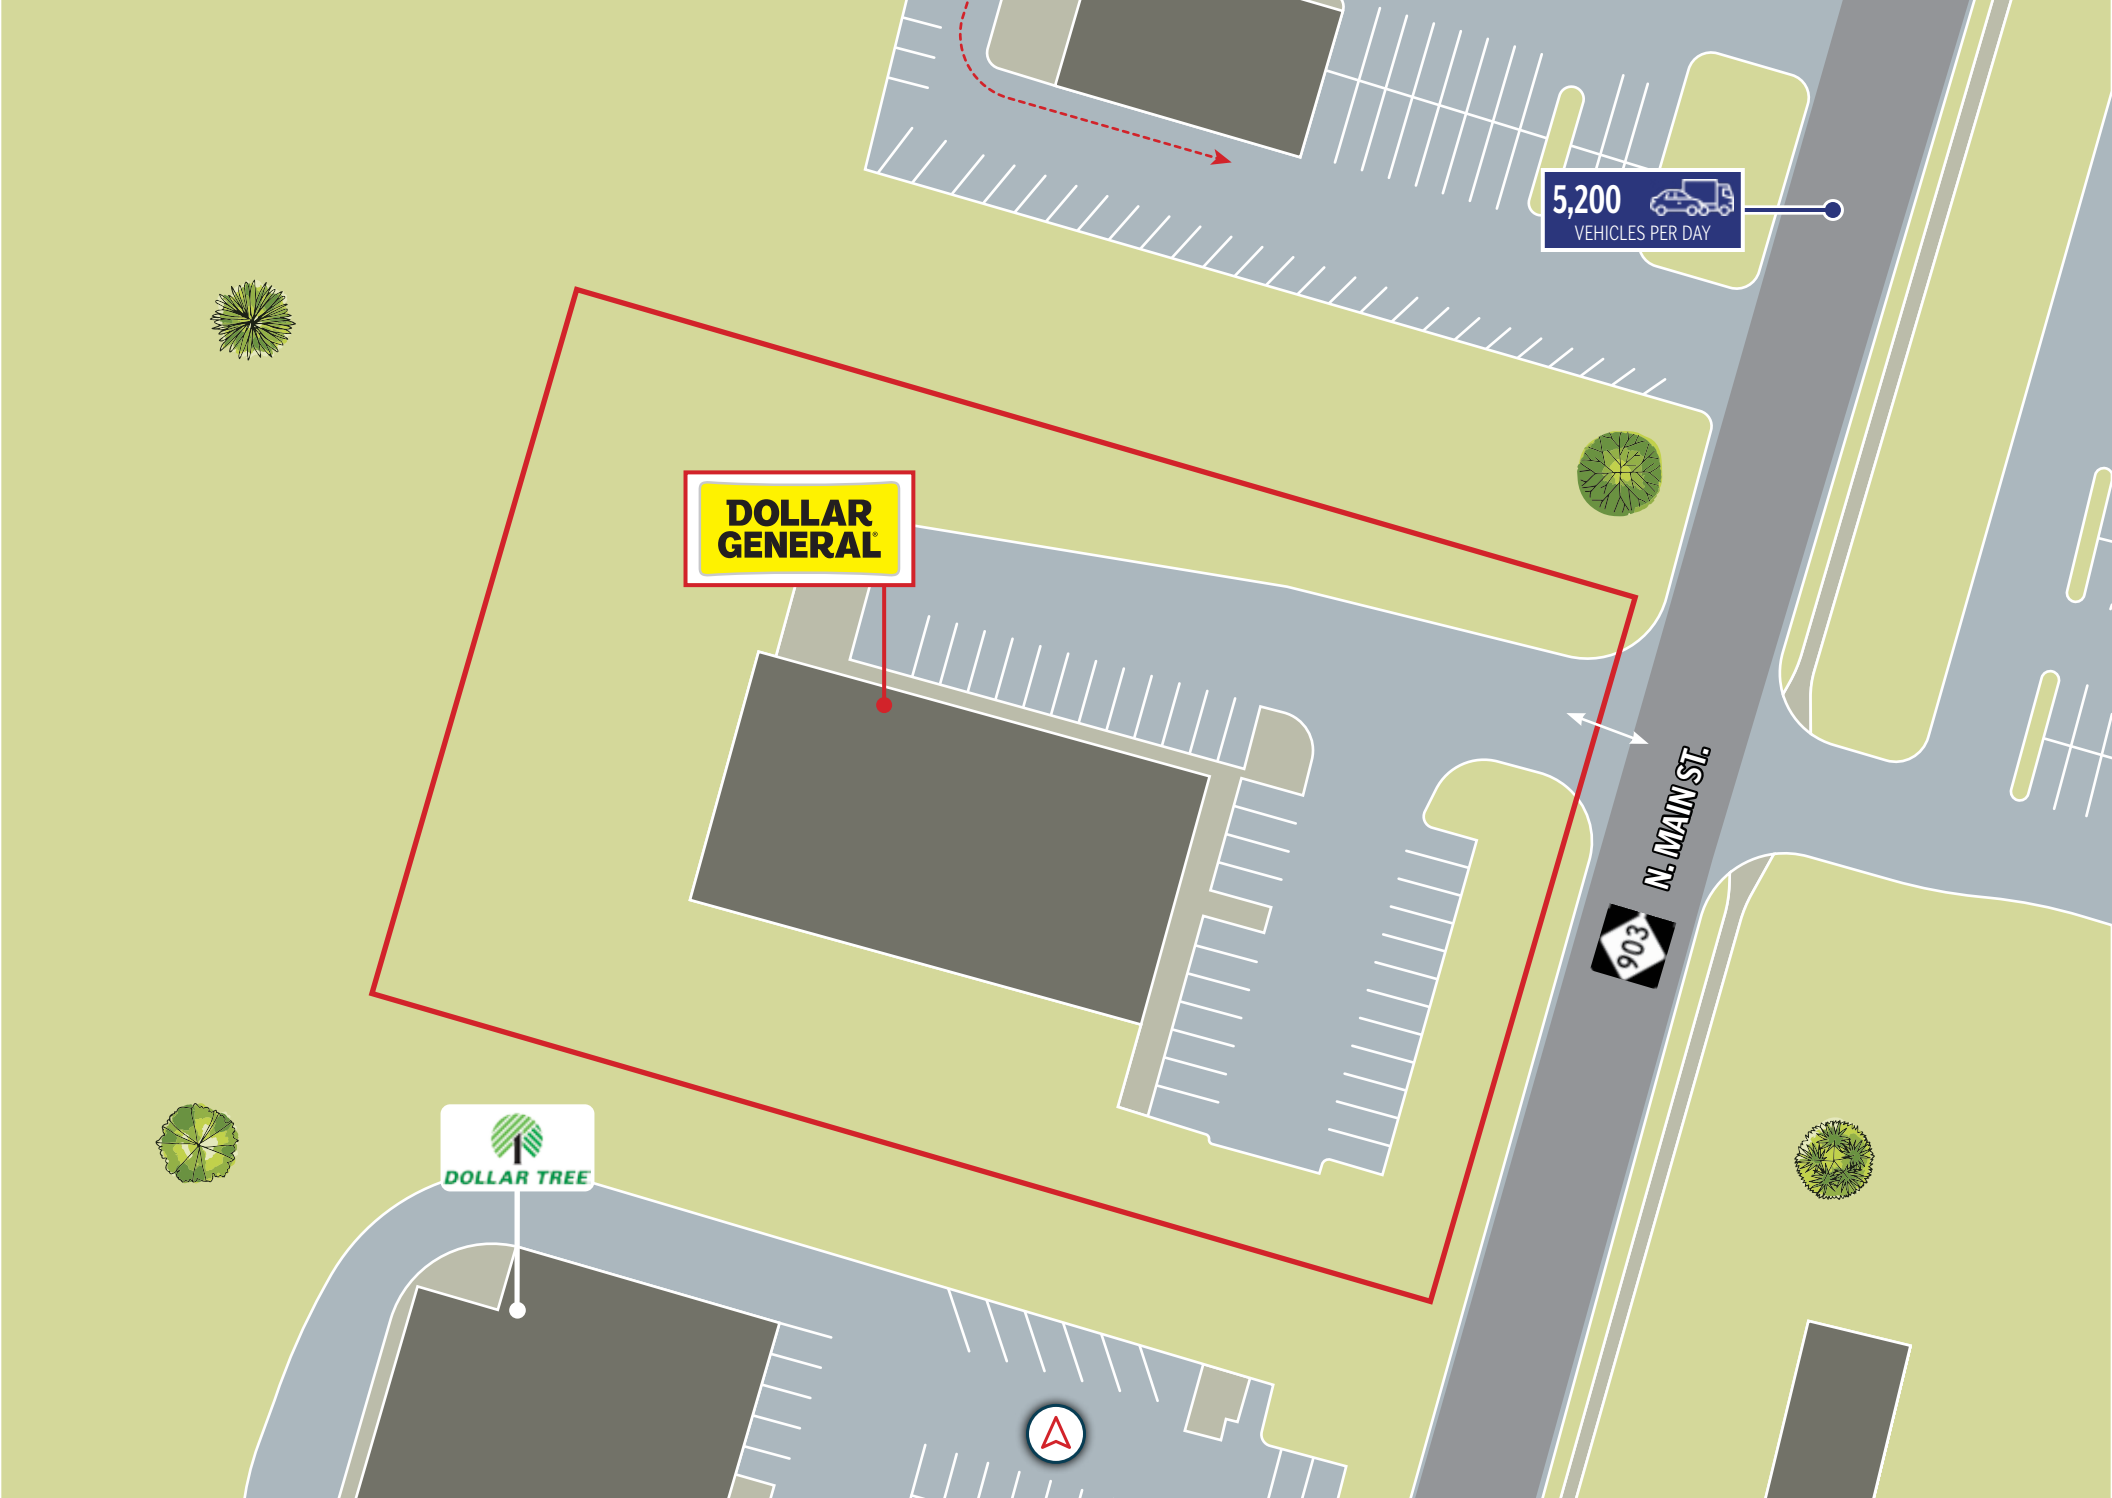 5,200
VEHICLES PER DAY
DOLLAR
GENERAL®
N. MAIN ST.
903
DOLLAR TREE